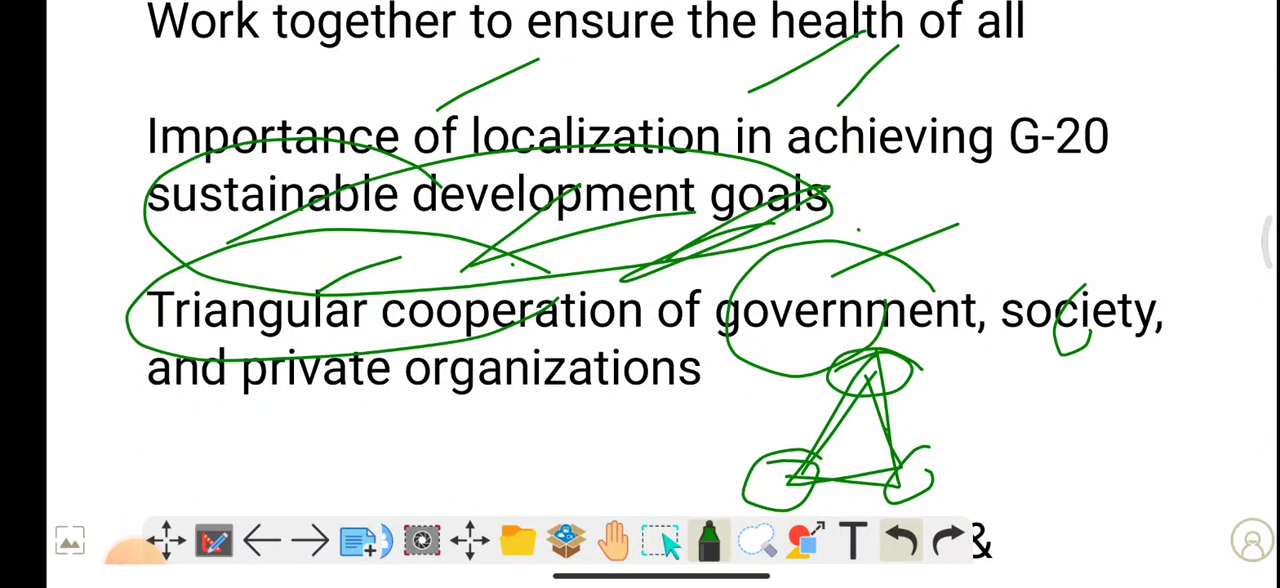 Work together to ensure the health of all
Importance of localization in achieving G-20
sustainable development goals
Triangular cooperation of government, society,
and private organizations
T
&